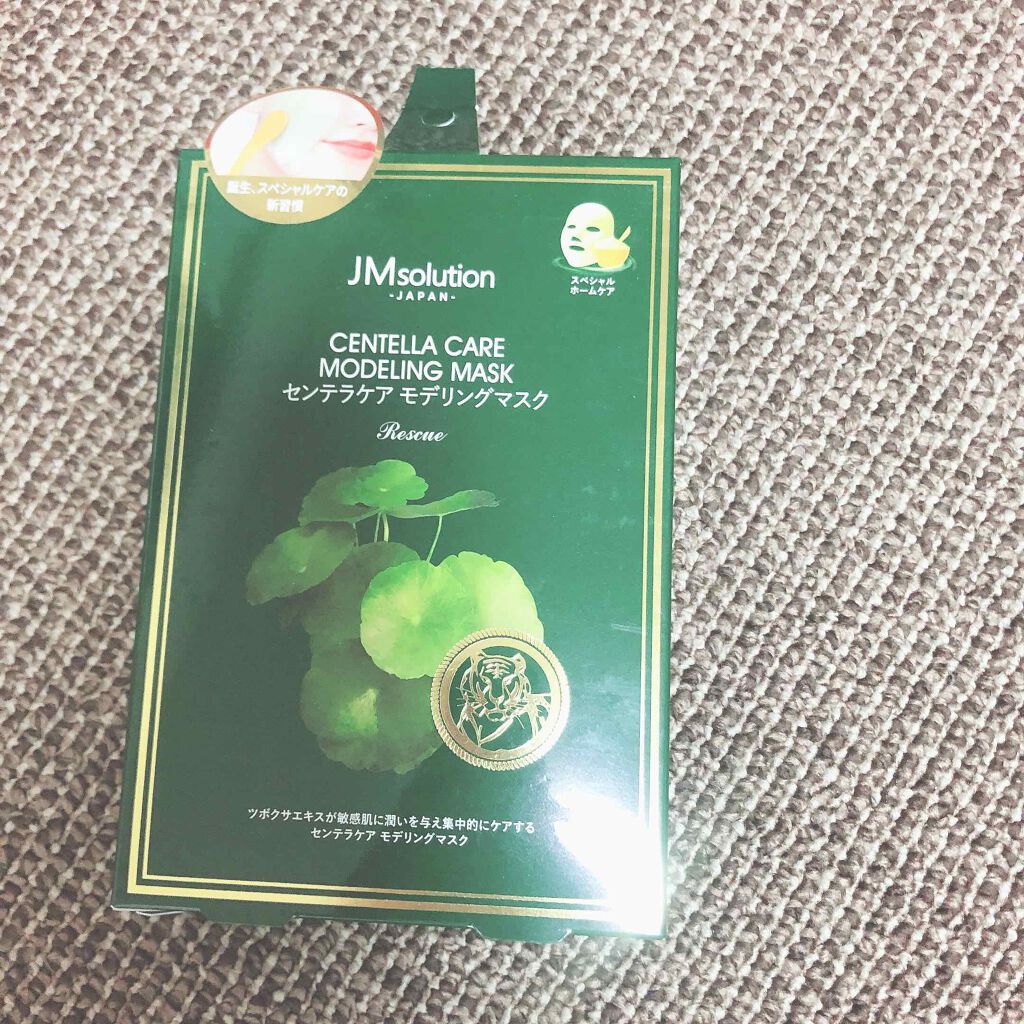 誕生、スペシャルケアの
新習慣
スペシャル
ホームケア
JMsolution
-JAPAN-
CENTELLA CARE
MODELING MASK
センテラケア モデリングマスク
Rescue
ツボクサエキスが敏感肌に潤いを与え集中的にケアする
センテラケア モデリングマスク